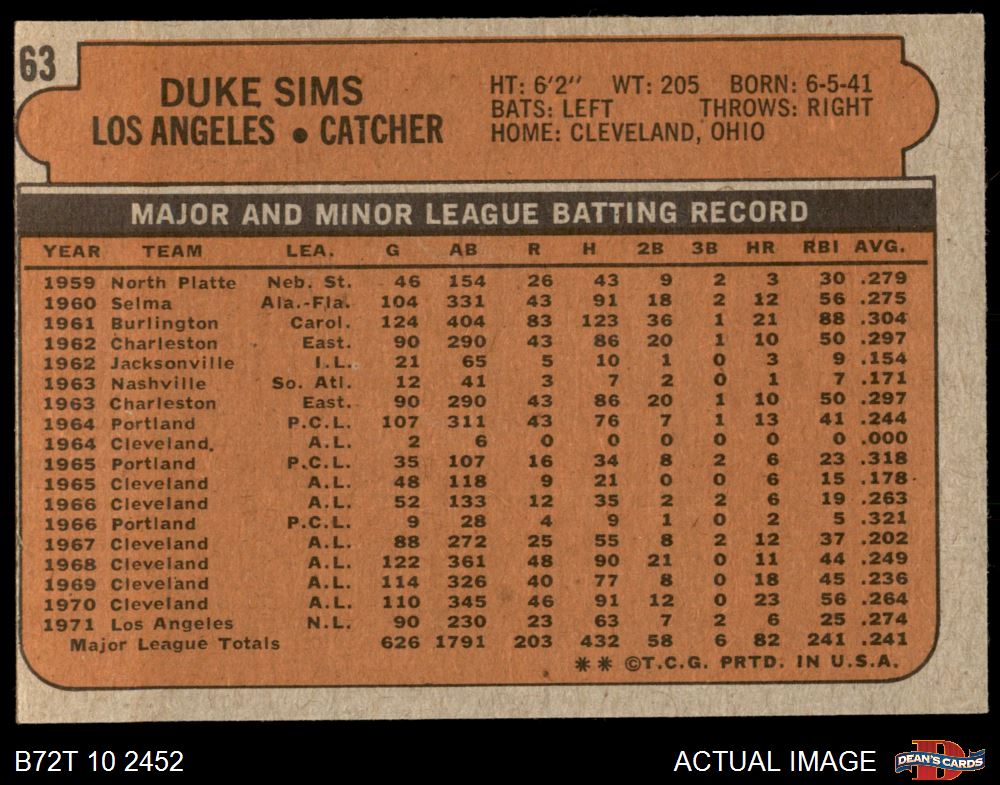 63
DUKE SIMS
LOS ANGELES • CATCHER
HT: 6'2" WT: 205 BORN: 6-5-41
BATS: LEFT THROWS: RIGHT
HOME: CLEVELAND, OHIO
MAJOR AND MINOR LEAGUE BATTING RECORD
YEAR TEAM LEA. G AB R H 2B 3B HR RBI AVG.
1959 North Platte Neb. St. 46 154 26 43 9 2 3 30 .279
1960 Selma Ala.-Fla. 104 331 43 91 18 2 12 56 .275
1961 Burlington Carol. 124 404 83 123 36 1 21 88 .304
1962 Charleston East. 90 290 43 86 20 1 10 50 .297
1962 Jacksonville I.L. 21 65 5 10 1 0 3 9 .154
1963 Nashville So. Atl. 12 41 3 7 2 0 1 7 .171
1963 Charleston East. 90 290 43 86 20 1 10 50 .297
1964 Portland P.C.L. 107 311 43 76 7 1 13 41 .244
1964 Cleveland. A.L. 2 6 0 0 0 0 0 0 .000
1965 Portland P.C.L. 35 107 16 34 8 2 6 23 .318
1965 Cleveland A.L. 48 118 9 21 0 0 6 15 .178
1966 Cleveland A.L. 52 133 12 35 2 2 6 19 .263
1966 Portland P.C.L. 9 28 4 9 1 0 2 5 .321
1967 Cleveland A.L. 88 272 25 55 8 2 12 37 .202
1968 Cleveland A.L. 122 361 48 90 21 0 11 44 .249
1969 Cleveland A.L. 114 326 40 77 8 0 18 45 .236
1970 Cleveland A.L. 110 345 46 91 12 0 23 56 .264
1971 Los Angeles N.L. 90 230 23 63 7 2 6 25 .274
Major League Totals 626 1791 203 432 58 6 82 241 .241
** ©T.C.G. PRTD. IN U.S.A.
B72T 10 2452
ACTUAL IMAGE
D
DEAN'S CARDS